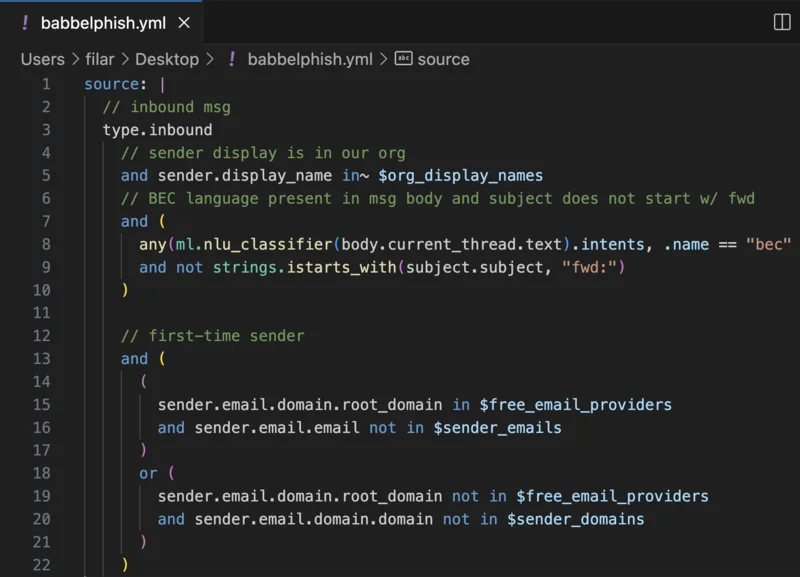 ! babbelphish.yml ×
Users > filar > Desktop > ! babbelphish.yml > abc source
1 source: |
2 // inbound msg
3 type.inbound
4 // sender display is in our org
5 and sender.display_name in~ $org_display_names
6 // BEC language present in msg body and subject does not start w/ fwd
7 and (
8 any(ml.nlu_classifier(body.current_thread.text).intents, .name == "bec"
9 and not strings.istarts_with(subject.subject, "fwd:")
10 )
11
12 // first-time sender
13 and (
14 (
15 sender.email.domain.root_domain in $free_email_providers
16 and sender.email.email not in $sender_emails
17 )
18 or (
19 sender.email.domain.root_domain not in $free_email_providers
20 and sender.email.domain.domain not in $sender_domains
21 )
22 )